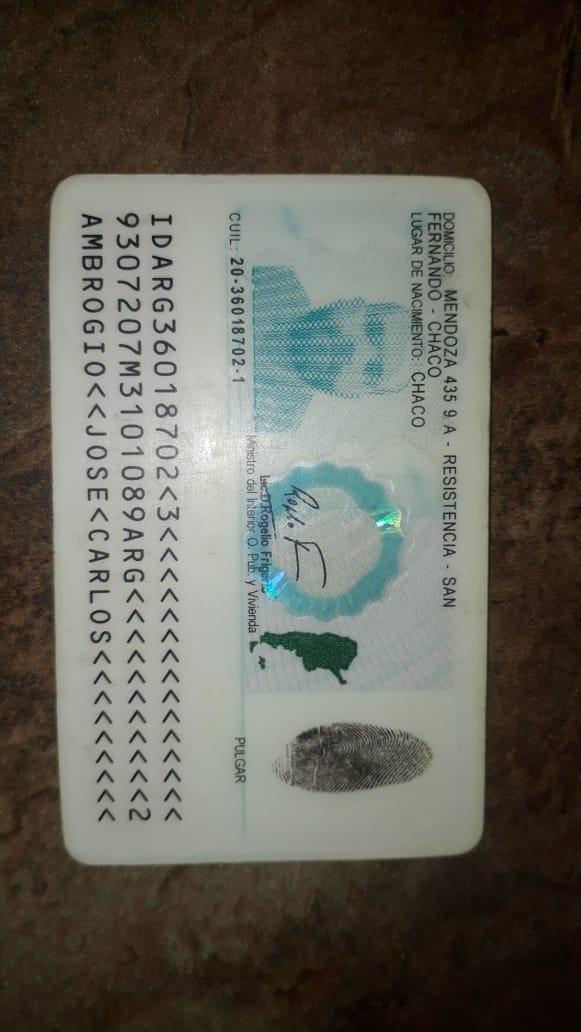 DOMICILIO: MENDOZA 435 9 A - RESISTENCIA - SAN
FERNANDO - CHACO
LUGAR DE NACIMIENTO: CHACO
Lic. D. Rogelio Frigerio
Ministro del Interior, O. Púb. y Vivienda
PULGAR
CUIL: 20-36018702-1
IDARG36018702<3<<<<<<<<<<<<<<<
9307207M3101089ARG<<<<<<<<<<<2
AMBROGIO<<JOSE<CARLOS<<<<<<<<<